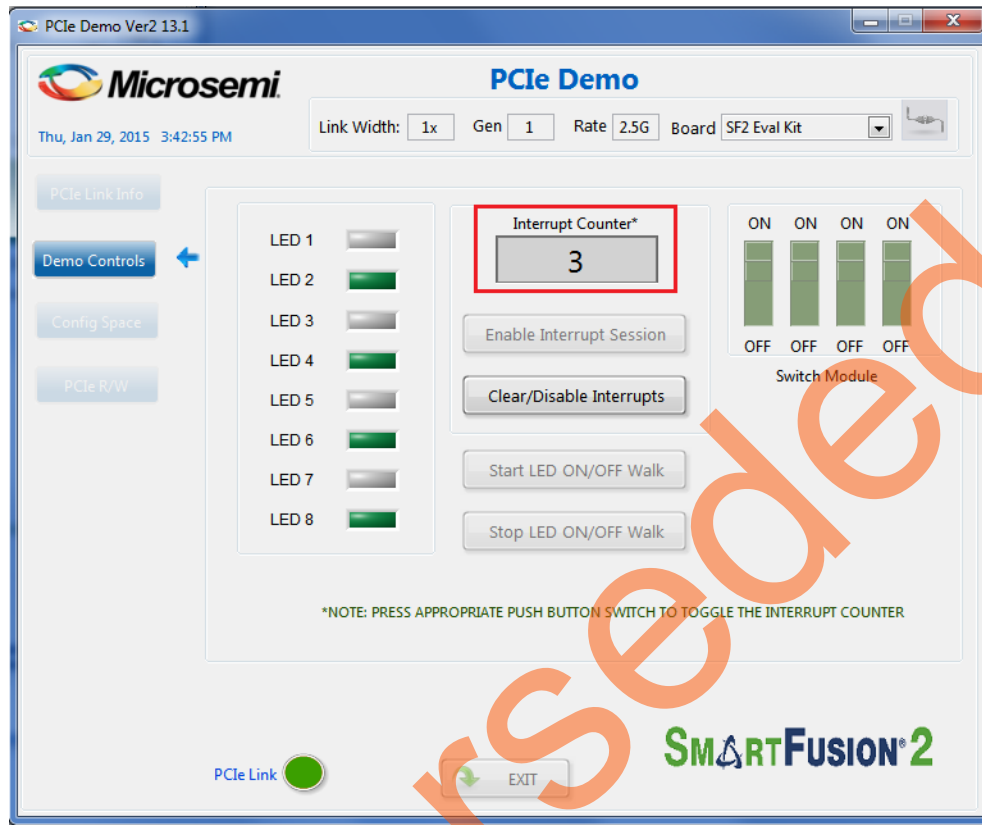 PCIe Demo Ver2 13.1
Microsemi.
PCIe Demo
Thu, Jan 29, 2015 3:42:55 PM
Link Width: 1x Gen 1 Rate 2.5G Board SF2 Eval Kit
PCIe Link Info
Demo Controls
Config Space
PCIe R/W
LED 1
LED 2
LED 3
LED 4
LED 5
LED 6
LED 7
LED 8
Interrupt Counter*
3
Enable Interrupt Session
Clear/Disable Interrupts
Start LED ON/OFF Walk
Stop LED ON/OFF Walk
ON ON ON ON
OFF OFF OFF OFF
Switch Module
*NOTE: PRESS APPROPRIATE PUSH BUTTON SWITCH TO TOGGLE THE INTERRUPT COUNTER
PCIe Link
EXIT
SMARTFUSION®2
rseded